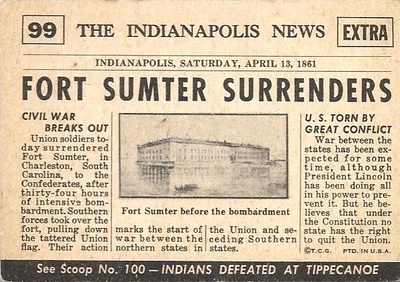 99 THE INDIANAPOLIS NEWS EXTRA
INDIANAPOLIS, SATURDAY, APRIL 13, 1861
FORT SUMTER SURRENDERS
CIVIL WAR
BREAKS OUT
Union soldiers to-
day surrendered
Fort Sumter, in
Charleston, South
Carolina, to the
Confederates, after
thirty-four hours
of intensive bom-
bardment. Southern
forces took over the
fort, pulling down
the tattered Union
flag. Their action
Fort Sumter before the bombardment
marks the start of
war between the
northern states in
the Union and se-
ceding Southern
states.
U. S. TORN BY
GREAT CONFLICT
War between the
states has been ex-
pected for some
time, although
President Lincoln
has been doing all
in his power to pre-
vent it. But he be-
lieves that under the
Constitution no state
has the right to
quit the Union.
©T.C.G. PTD. IN U.S.A.
See Scoop No. 100 — INDIANS DEFEATED AT TIPPECANOE